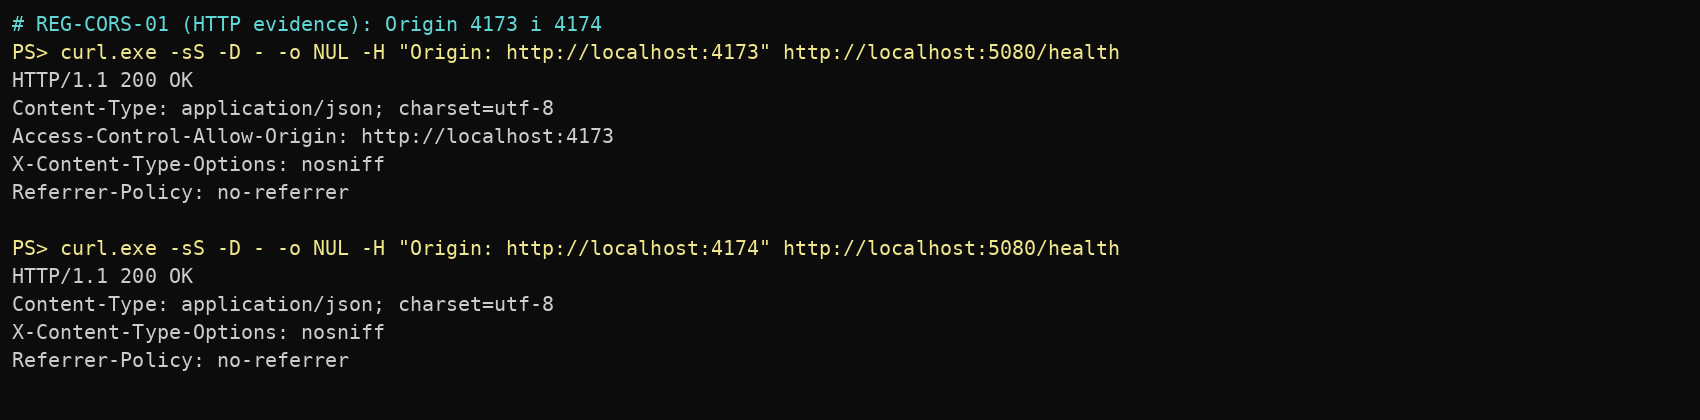 # REG-CORS-01 (HTTP evidence): Origin 4173 i 4174
PS> curl.exe -sS -D - -o NUL -H "Origin: http://localhost:4173" http://localhost:5080/health
HTTP/1.1 200 OK
Content-Type: application/json; charset=utf-8
Access-Control-Allow-Origin: http://localhost:4173
X-Content-Type-Options: nosniff
Referrer-Policy: no-referrer
PS> curl.exe -sS -D - -o NUL -H "Origin: http://localhost:4174" http://localhost:5080/health
HTTP/1.1 200 OK
Content-Type: application/json; charset=utf-8
X-Content-Type-Options: nosniff
Referrer-Policy: no-referrer